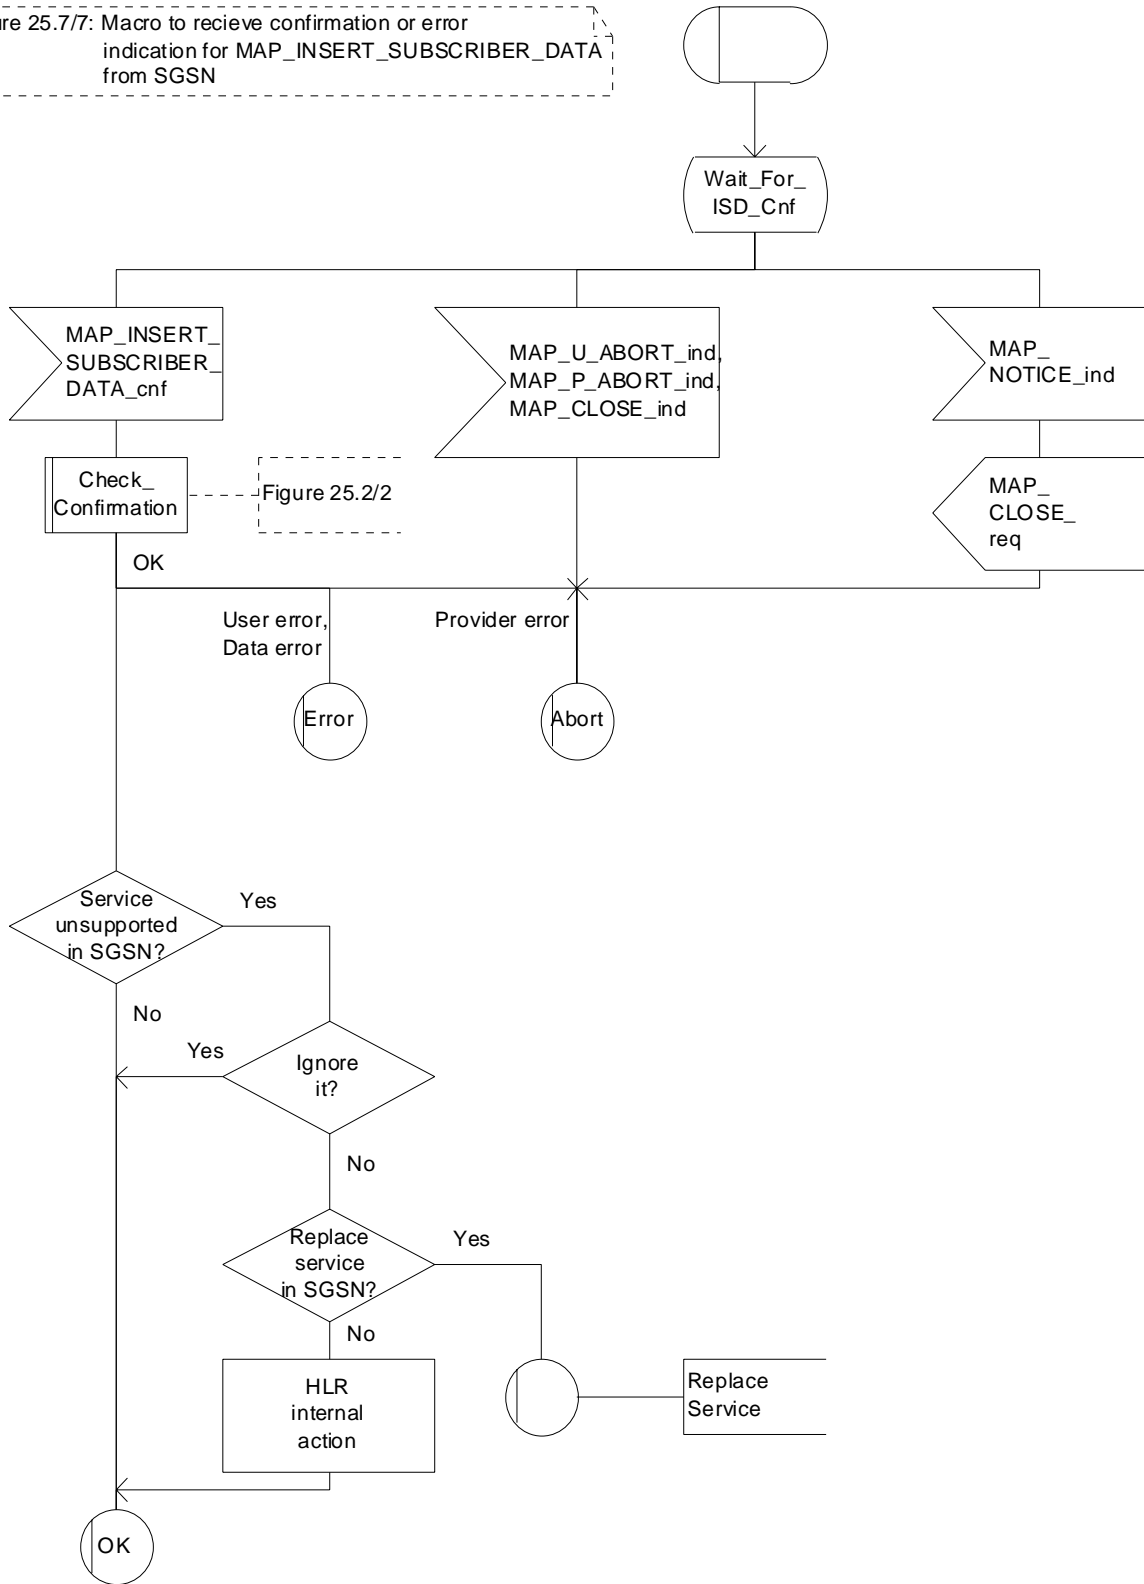 re 25.7/7: Macro to recieve confirmation or error
indication for MAP_INSERT_SUBSCRIBER_DATA
from SGSN
Wait_For_
ISD_Cnf
MAP_INSERT_
SUBSCRIBER_
DATA_cnf
MAP_U_ABORT_ind,
MAP_P_ABORT_ind,
MAP_CLOSE_ind
MAP_
NOTICE_ind
Check_
Confirmation
Figure 25.2/2
MAP_
CLOSE_
req
OK
User error,
Data error
Provider error
Error
Abort
Service
unsupported
in SGSN?
Yes
No
Yes
Ignore
it?
No
Replace
service
in SGSN?
Yes
No
HLR
internal
action
Replace
Service
OK